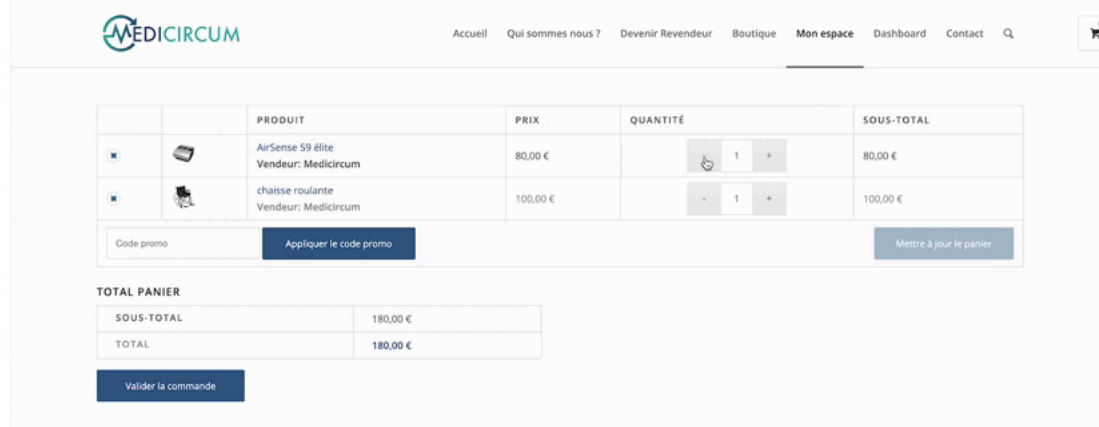 MEDICIRCUM
Accueil Qui sommes nous ? Devenir Revendeur Boutique Mon espace Dashboard Contact
PRODUIT PRIX QUANTITÉ SOUS-TOTAL
AirSense S9 élite
Vendeur: Medicircum
80,00 € - 1 + 80,00 €
chaisse roulante
Vendeur: Medicircum
100,00 € - 1 + 100,00 €
Code promo Appliquer le code promo Mettre à jour le panier
TOTAL PANIER
SOUS-TOTAL 180,00 €
TOTAL 180,00 €
Valider la commande